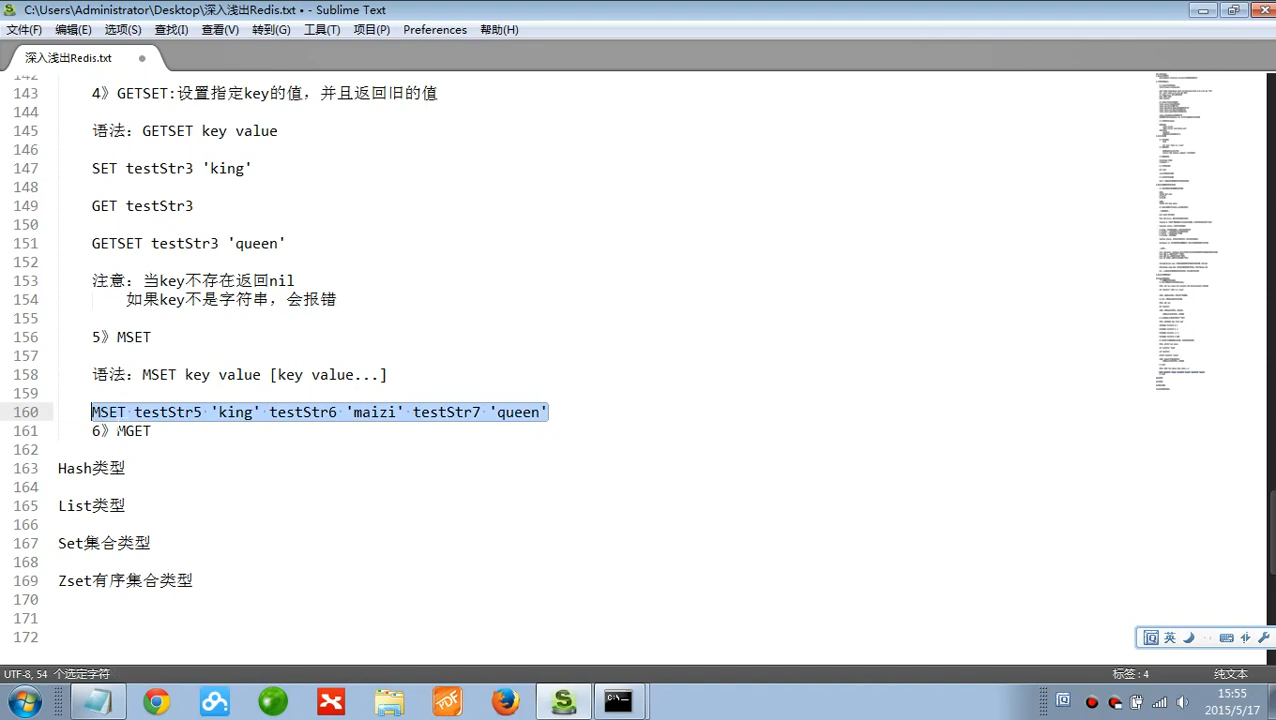 C:\Users\Administrator\Desktop\深入浅出Redis.txt • - Sublime Text
文件(F) 编辑(E) 选项(S) 查找(I) 查看(V) 转到(G) 工具(T) 项目(P) Preferences 帮助(H)
深入浅出Redis.txt
142
143 4》GETSET:设置指定key的值，并且返回旧的值
144
145 语法：GETSET key value
146
147 SET testStr3 'king'
148
149 GET testStr3
150
151 GETSET testStr3 'queen'
152
153 注意：当key不存在返回nil
154 如果key不是字符串，会报错
155
156 5》MSET
157
158 语法：MSET key value key value ...
159
160 MSET testStr5 'king' testStr6 'maizi' testStr7 'queen'
161 6》MGET
162
163 Hash类型
164
165 List类型
166
167 Set集合类型
168
169 Zset有序集合类型
170
171
172
英
UTF-8, 54 个选定字符 标签: 4 纯文本
15:55
2015/5/17